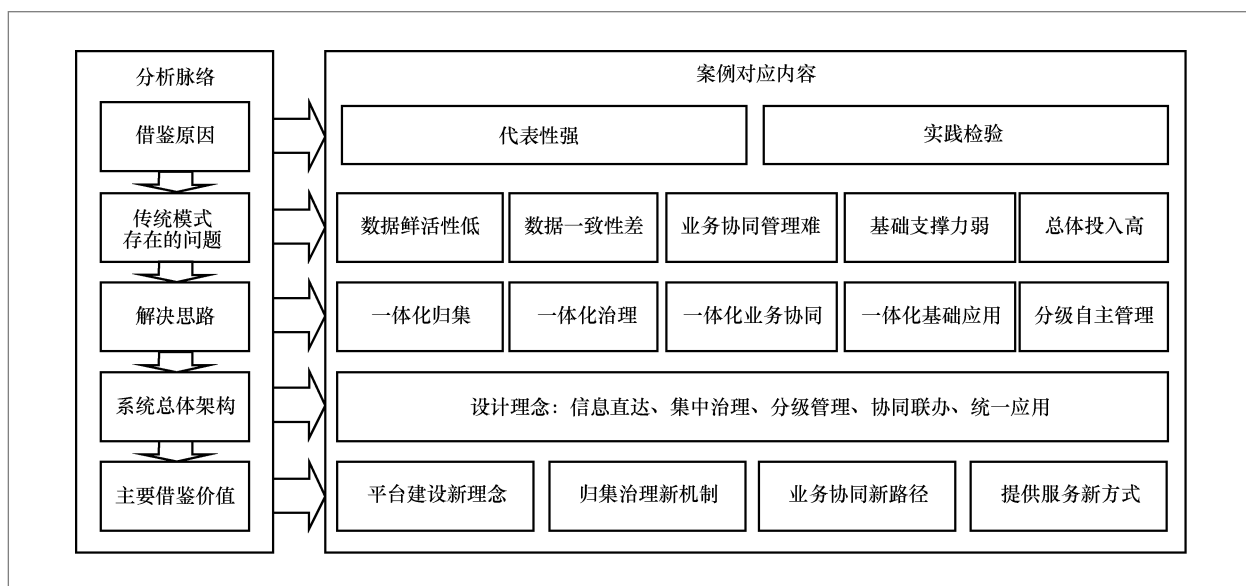 分析脉络
案例对应内容
借鉴原因
代表性强
实践检验
传统模式
存在的问题
数据鲜活性低
数据一致性差
业务协同管理难
基础支撑力弱
总体投入高
解决思路
一体化归集
一体化治理
一体化业务协同
一体化基础应用
分级自主管理
系统总体架构
设计理念：信息直达、集中治理、分级管理、协同联办、统一应用
主要借鉴价值
平台建设新理念
归集治理新机制
业务协同新路径
提供服务新方式